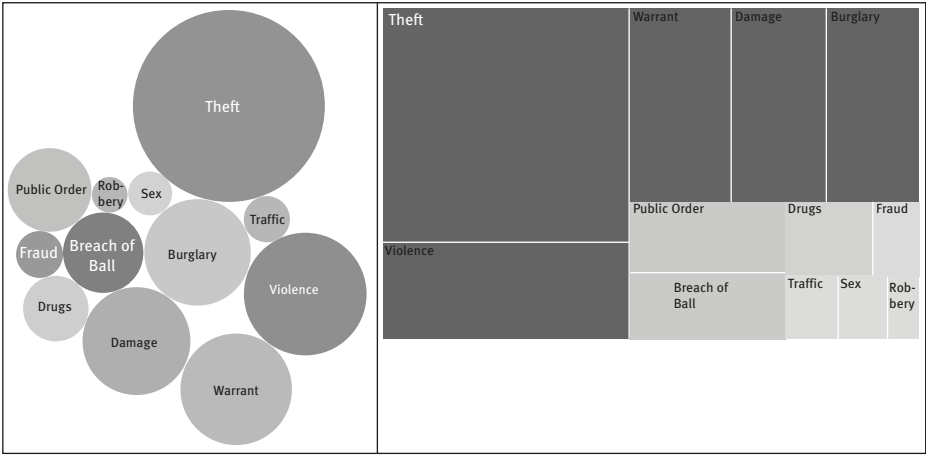 Theft
Public Order
Rob-
bery
Sex
Traffic
Fraud
Breach of
Ball
Burglary
Violence
Drugs
Damage
Warrant
Theft
Warrant
Damage
Burglary
Violence
Public Order
Drugs
Fraud
Breach of
Ball
Traffic
Sex
Rob-
bery